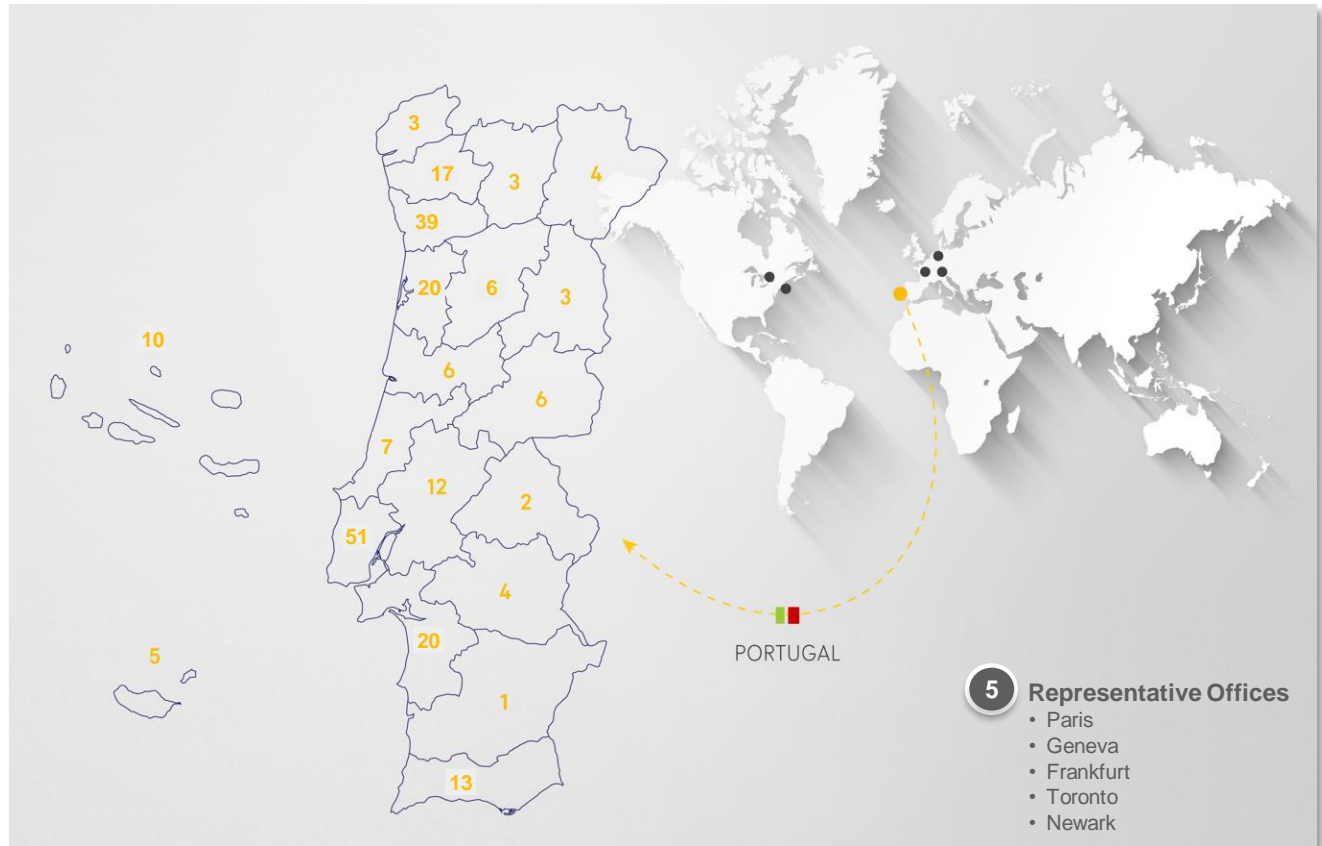 3
17
3
4
39
20
6
3
10
6
6
7
12
2
51
4
20
5
1
13
PORTUGAL
5 Representative Offices
• Paris
• Geneva
• Frankfurt
• Toronto
• Newark